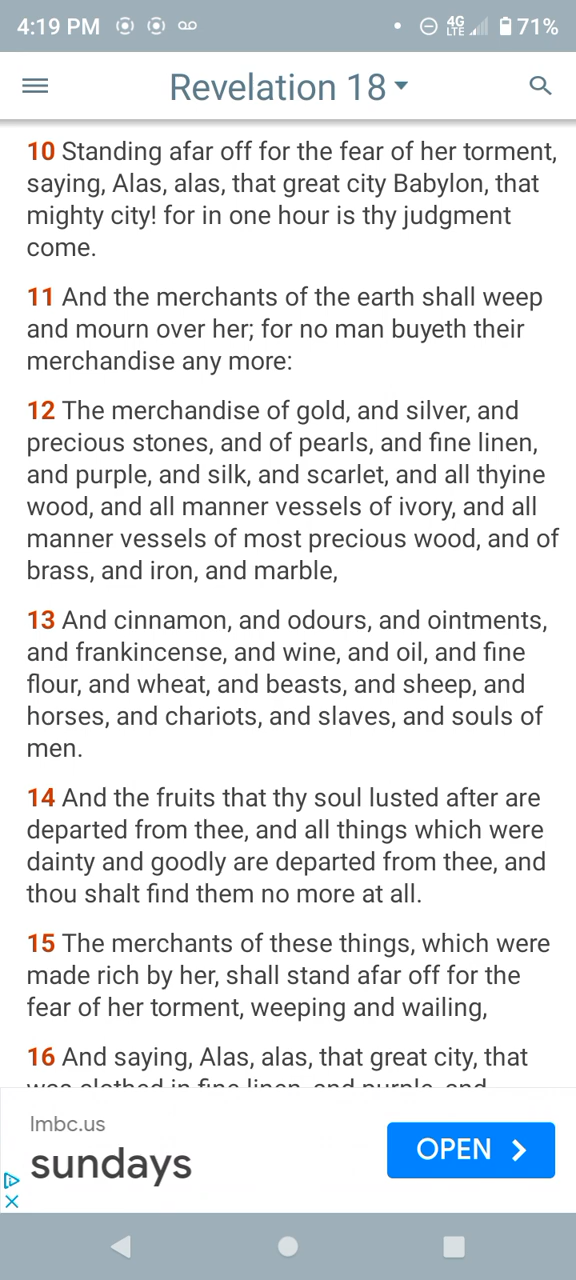 4:19 PM
4G
LTE
71%
Revelation 18
10 Standing afar off for the fear of her torment,
saying, Alas, alas, that great city Babylon, that
mighty city! for in one hour is thy judgment
come.
11 And the merchants of the earth shall weep
and mourn over her; for no man buyeth their
merchandise any more:
12 The merchandise of gold, and silver, and
precious stones, and of pearls, and fine linen,
and purple, and silk, and scarlet, and all thyine
wood, and all manner vessels of ivory, and all
manner vessels of most precious wood, and of
brass, and iron, and marble,
13 And cinnamon, and odours, and ointments,
and frankincense, and wine, and oil, and fine
flour, and wheat, and beasts, and sheep, and
horses, and chariots, and slaves, and souls of
men.
14 And the fruits that thy soul lusted after are
departed from thee, and all things which were
dainty and goodly are departed from thee, and
thou shalt find them no more at all.
15 The merchants of these things, which were
made rich by her, shall stand afar off for the
fear of her torment, weeping and wailing,
16 And saying, Alas, alas, that great city, that
was clothed in fine linen, and purple, and
lmbc.us
sundays
OPEN